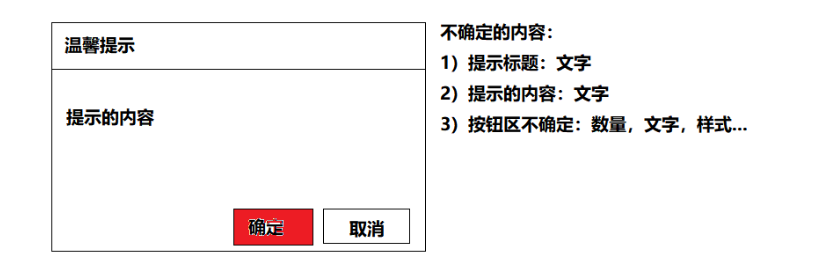 温馨提示
提示的内容
确定
取消
不确定的内容：
1）提示标题：文字
2）提示的内容：文字
3）按钮区不确定：数量，文字，样式...